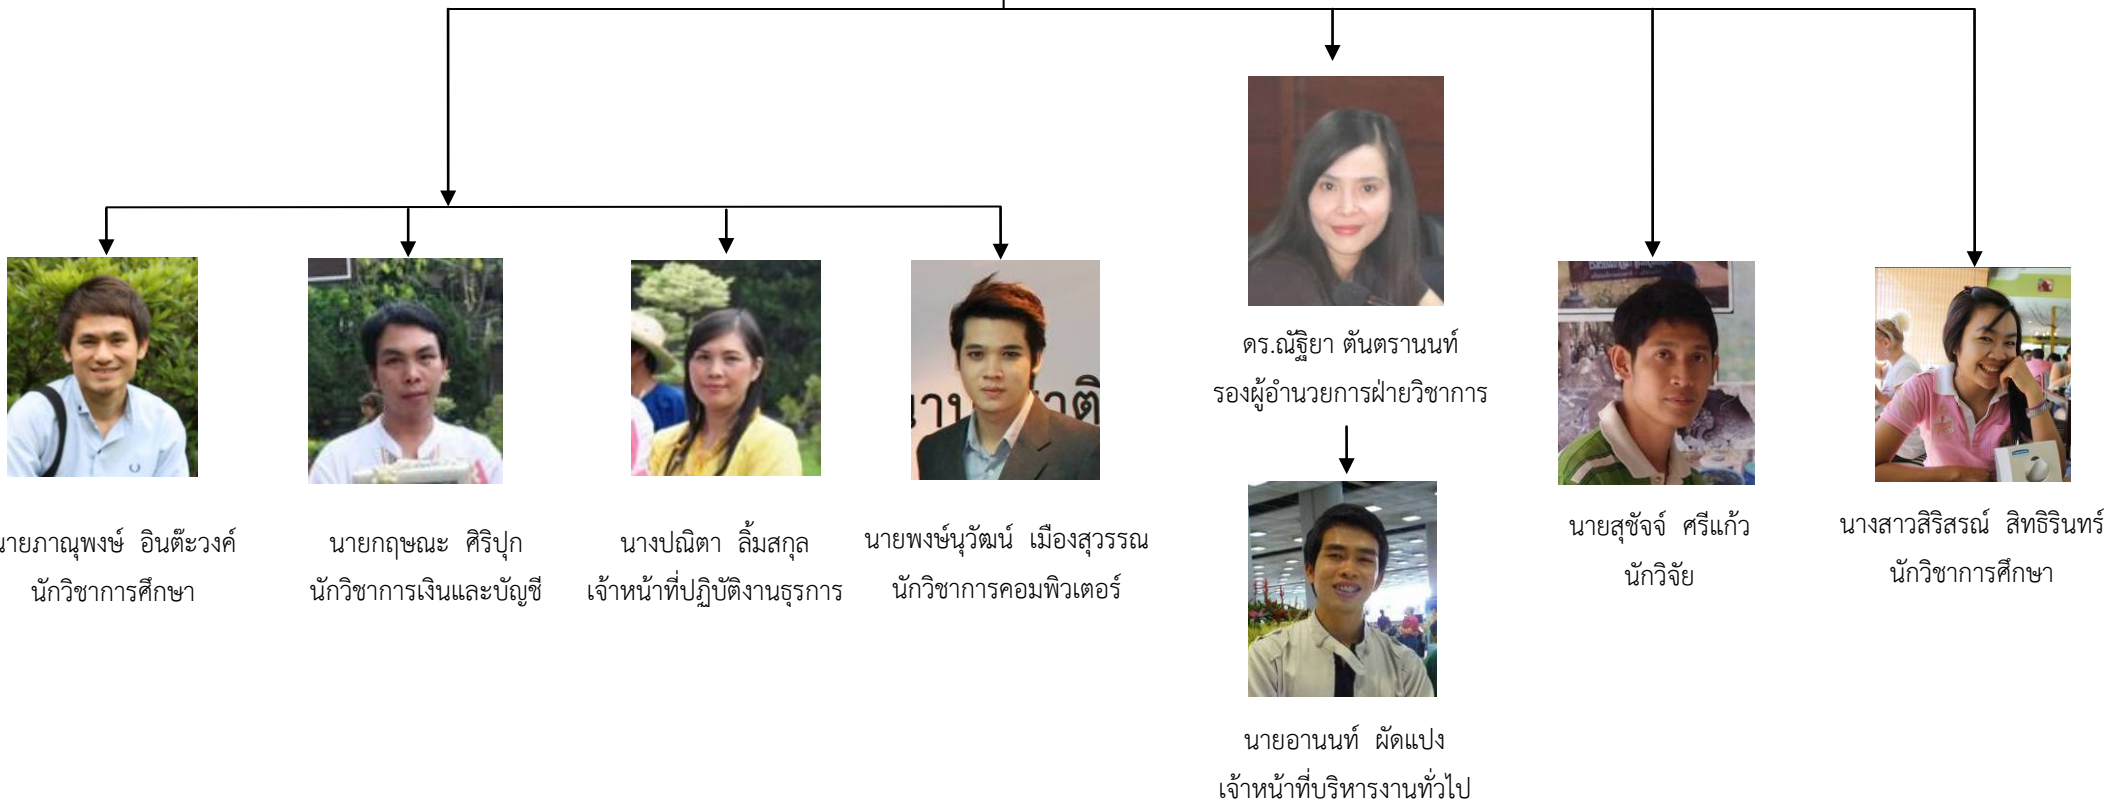 นายภาณุพงษ์ อินต๊ะวงค์
นักวิชาการศึกษา
นายกฤษณะ ศิริปุก
นักวิชาการเงินและบัญชี
นางปณิตา ลิ้มสกุล
เจ้าหน้าที่ปฏิบัติงานธุรการ
นายพงษ์นุวัฒน์ เมืองสุวรรณ
นักวิชาการคอมพิวเตอร์
ดร.ณัฐิยา ตันตรานนท์
รองผู้อำนวยการฝ่ายวิชาการ
นายอานนท์ ผัดแปง
เจ้าหน้าที่บริหารงานทั่วไป
นายสุชัจจ์ ศรีแก้ว
นักวิจัย
นางสาวสิริสรณ์ สิทธิรินทร์
นักวิชาการศึกษา